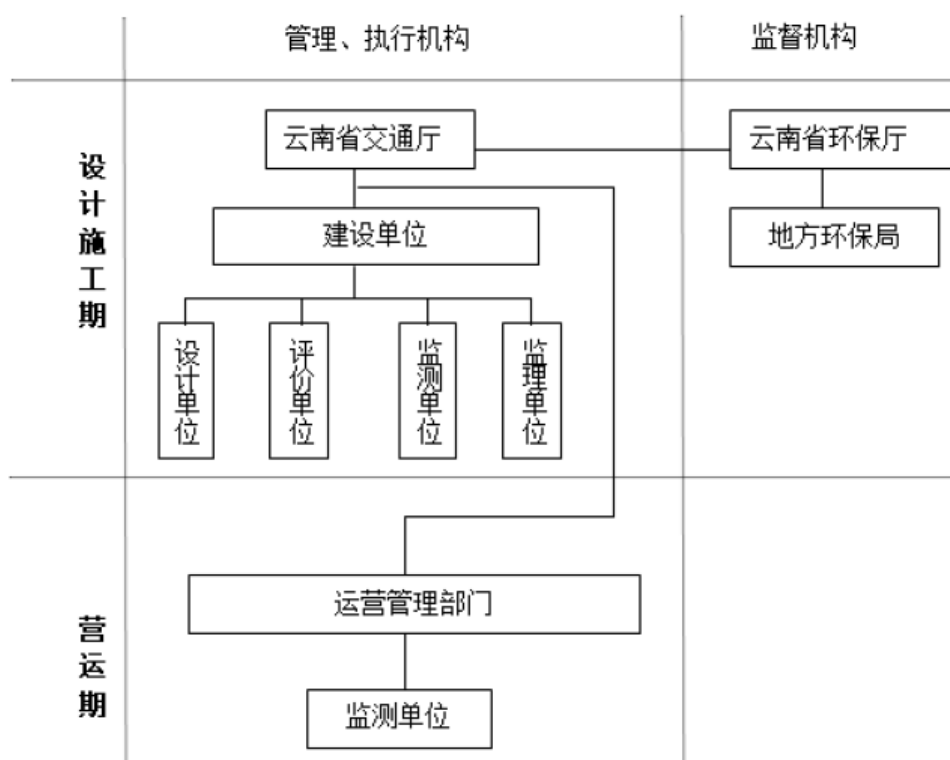 管理、执行机构
监督机构
设计施工期
云南省交通厅
云南省环保厅
建设单位
地方环保局
设计单位
评价单位
监测单位
监理单位
营运期
运营管理部门
监测单位